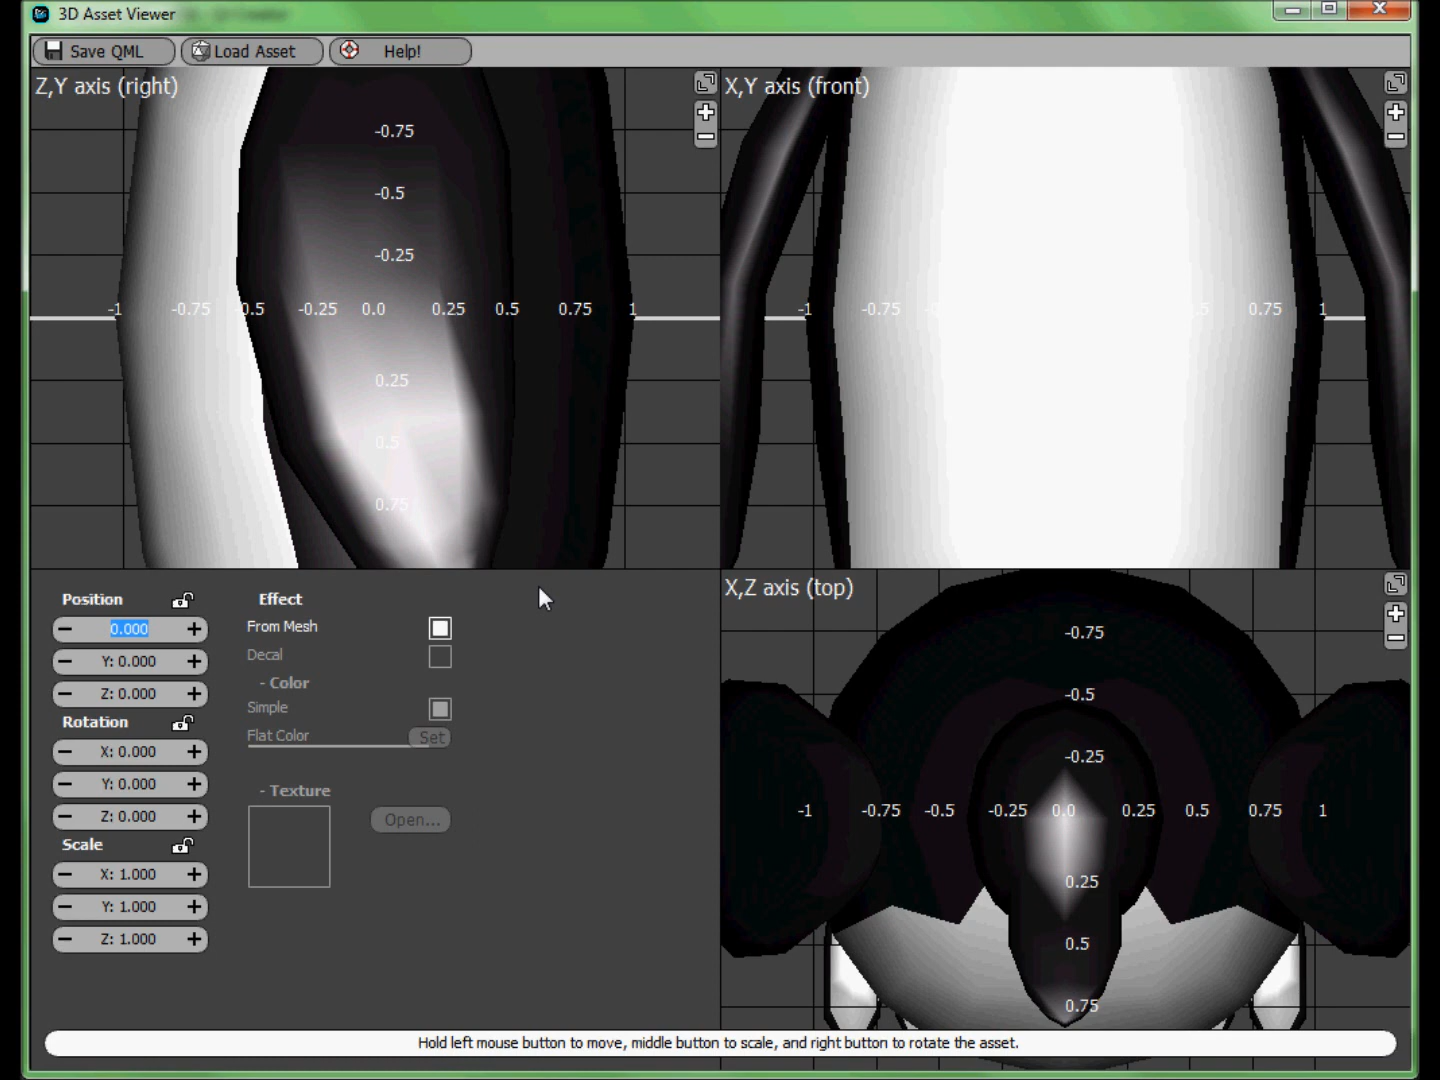 3D Asset Viewer
Save QML Load Asset Help!
Z,Y axis (right)
-0.75
-0.5
-0.25
-1 -0.75 -0.5 -0.25 0.0 0.25 0.5 0.75 1
0.25
0.5
0.75
X,Y axis (front)
-1 -0.75 0.75 1
Position
0.000
Y: 0.000
Z: 0.000
Rotation
X: 0.000
Y: 0.000
Z: 0.000
Scale
X: 1.000
Y: 1.000
Z: 1.000
Effect
From Mesh
Decal
- Color
Simple
Flat Color Set
- Texture
Open...
X,Z axis (top)
-0.75
-0.5
-0.25
-1 -0.75 -0.5 -0.25 0.0 0.25 0.5 0.75 1
0.25
0.5
0.75
Hold left mouse button to move, middle button to scale, and right button to rotate the asset.